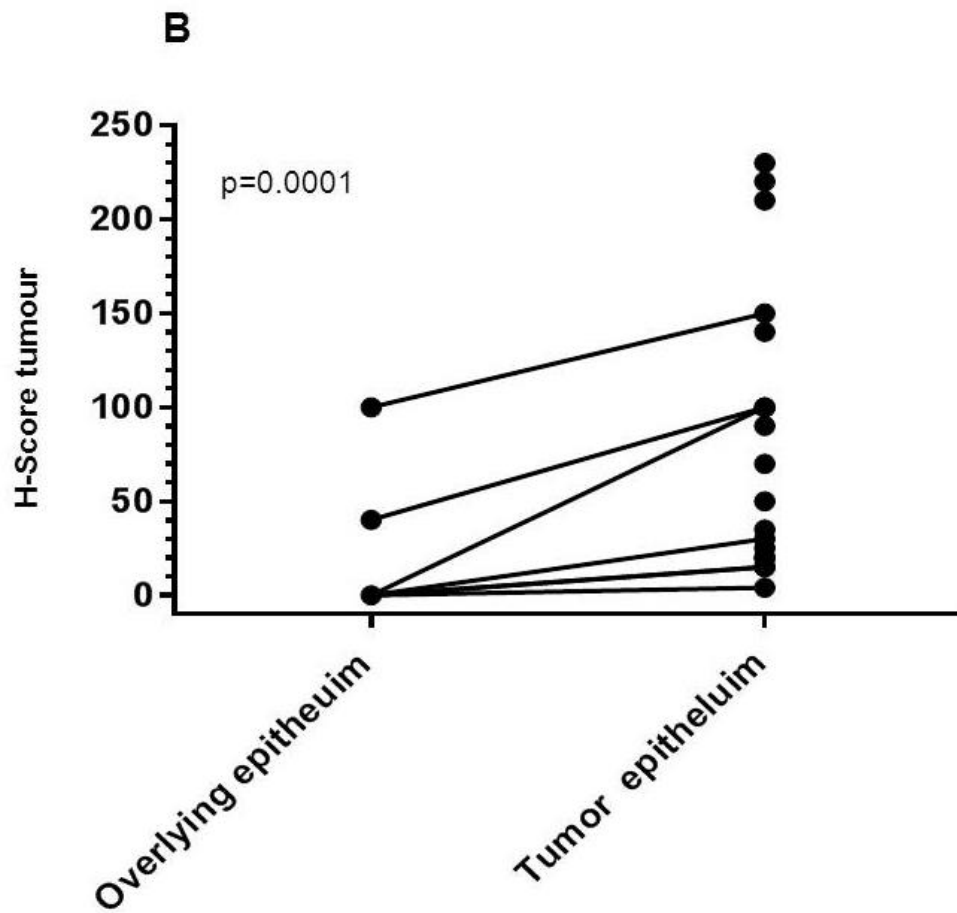 B
250
200
150
100
50
0
p=0.0001
H-Score tumour
Overlying epitheuim
Tumor epitheluim